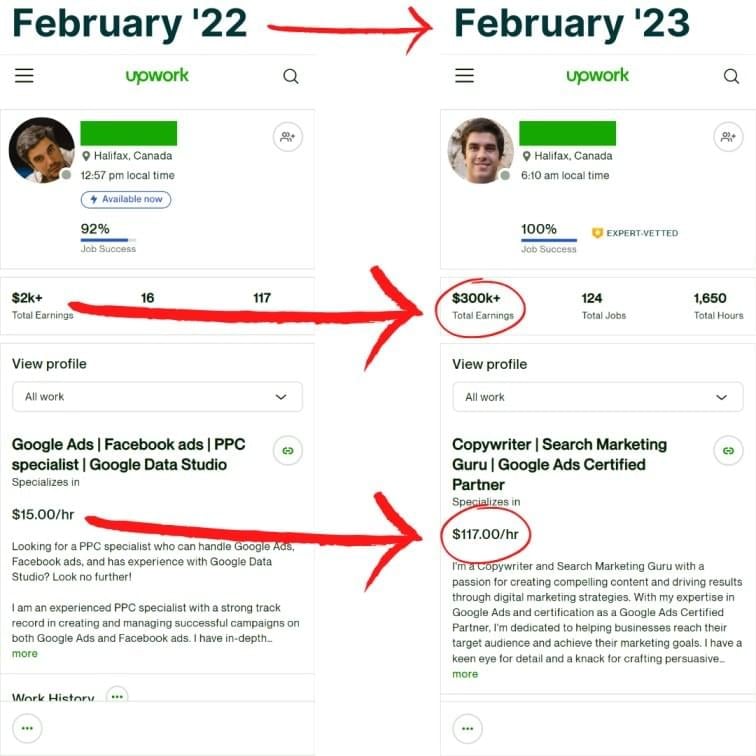 February '22
February '23
upwork
Halifax, Canada
12:57 pm local time
Available now
92%
Job Success
$2k+
Total Earnings
16
117
View profile
All work
Google Ads | Facebook ads | PPC
specialist | Google Data Studio
Specializes in
$15.00/hr
Looking for a PPC specialist who can handle Google Ads,
Facebook ads, and has experience with Google Data
Studio? Look no further!
I am an experienced PPC specialist with a strong track
record in creating and managing successful campaigns on
both Google Ads and Facebook ads. I have in-depth...
more
Work History
upwork
Halifax, Canada
6:10 am local time
100%
Job Success
EXPERT-VETTED
$300k+
Total Earnings
124
Total Jobs
1,650
Total Hours
View profile
All work
Copywriter | Search Marketing
Guru | Google Ads Certified
Partner
Specializes in
$117.00/hr
I'm a Copywriter and Search Marketing Guru with a
passion for creating compelling content and driving results
through digital marketing strategies. With my expertise in
Google Ads and certification as a Google Ads Certified
Partner, I'm dedicated to helping businesses reach their
target audience and achieve their marketing goals. I have a
keen eye for detail and a knack for crafting persuasive...
more